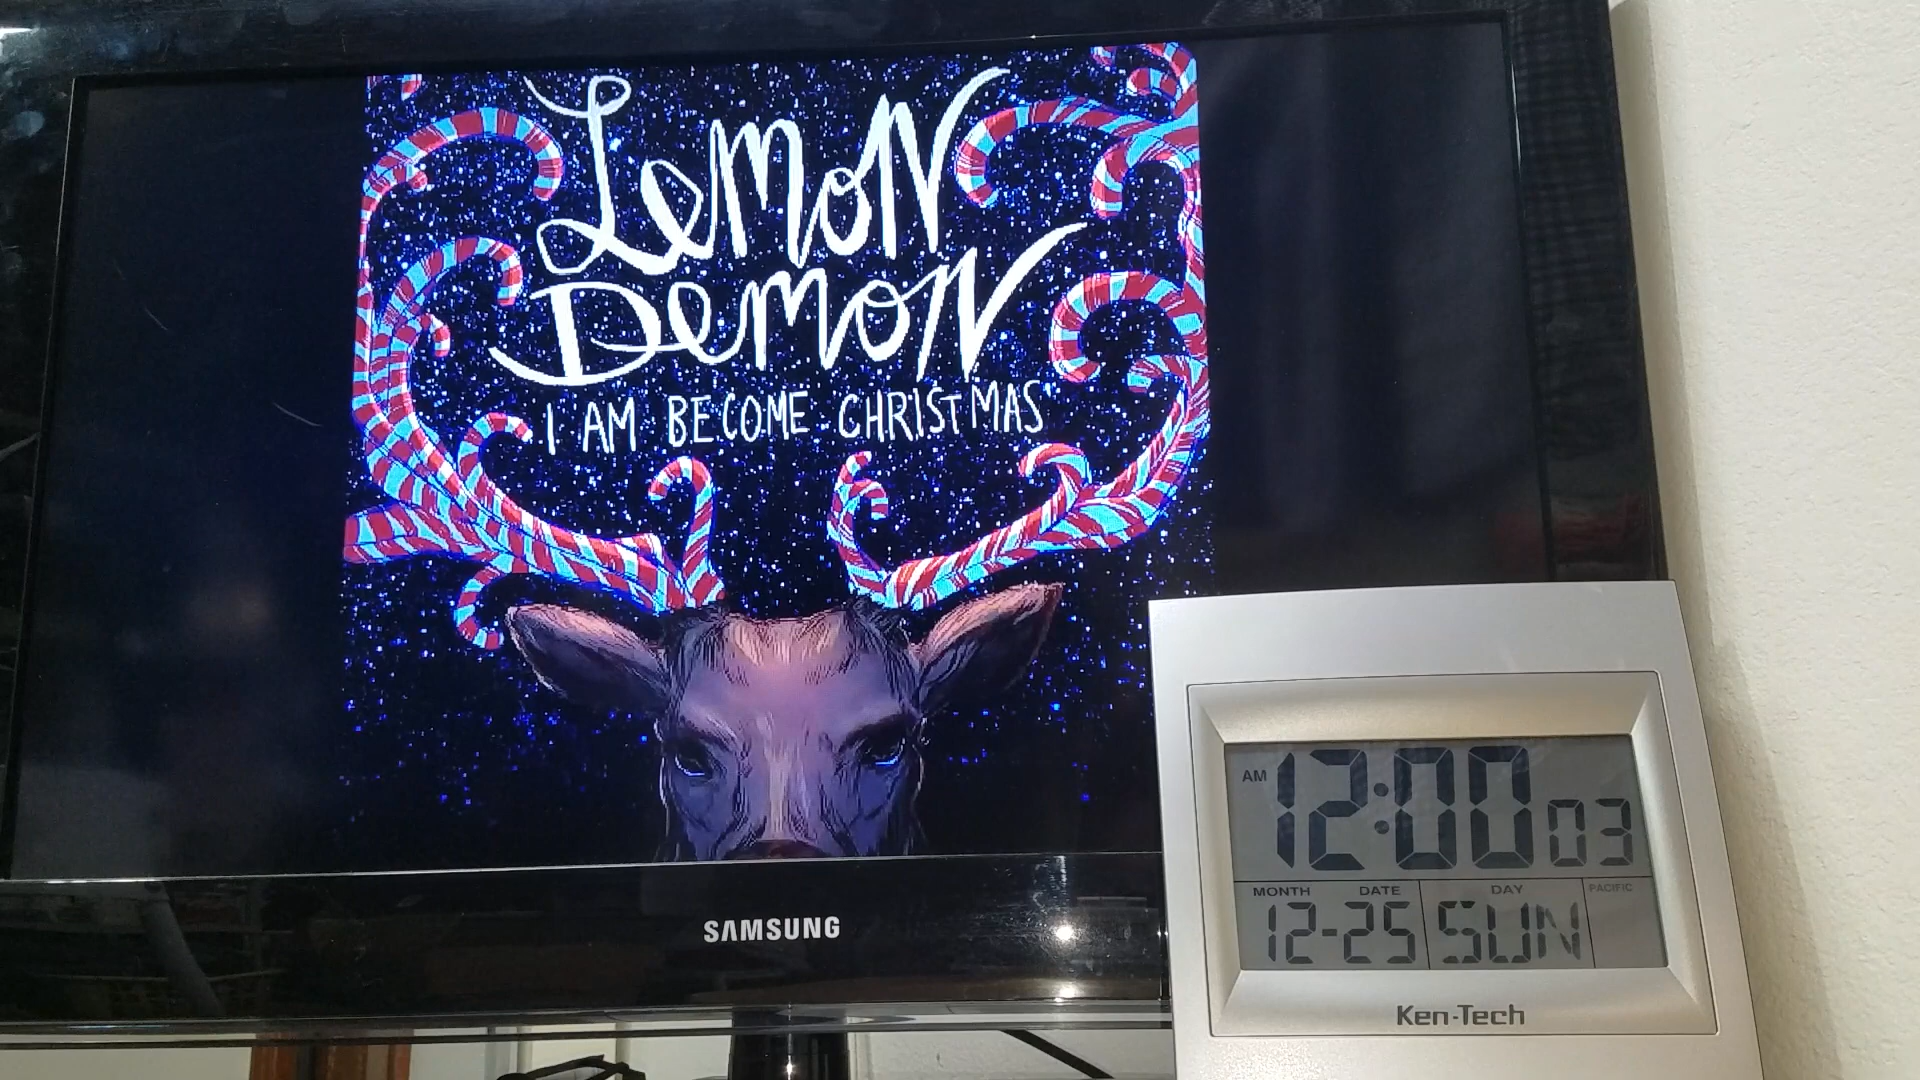 Lemon
Demon
I AM BECOME CHRISTMAS
SAMSUNG
AM 12:00 03
MONTH DATE DAY PACIFIC
12-25 SUN
Ken-Tech